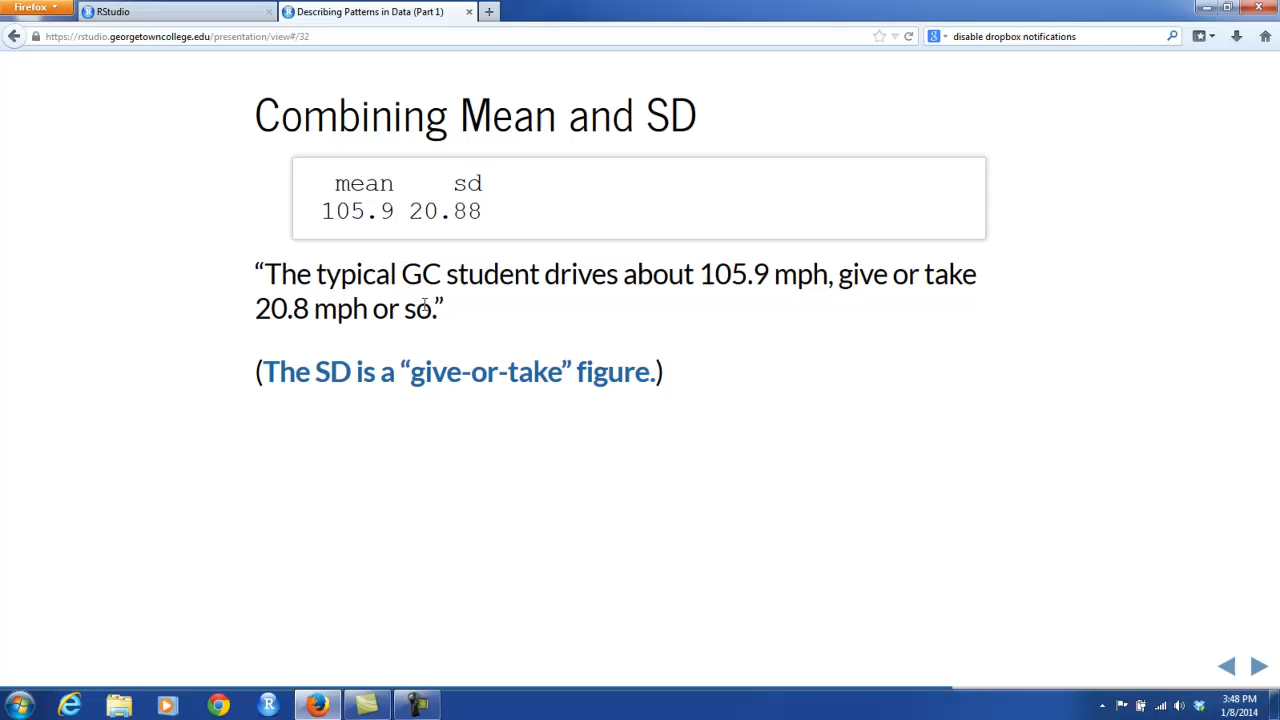 Firefox
RStudio
Describing Patterns in Data (Part 1)
https://rstudio.georgetowncollege.edu/presentation/view#/32
disable dropbox notifications
Combining Mean and SD
mean sd
105.9 20.88
“The typical GC student drives about 105.9 mph, give or take
20.8 mph or so.”
(The SD is a “give-or-take” figure.)
3:48 PM
1/8/2014